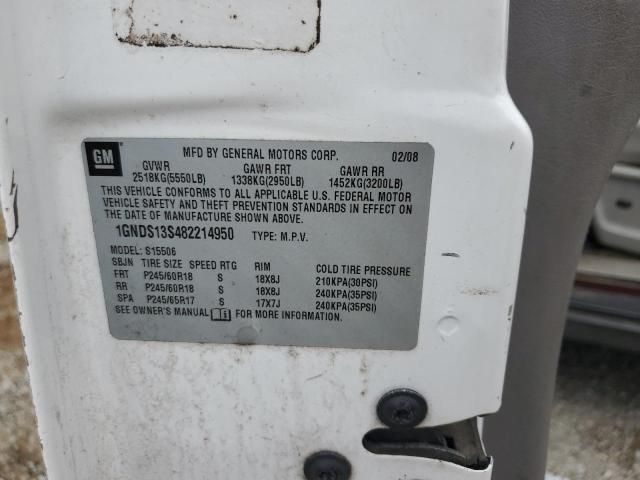 GM MFD BY GENERAL MOTORS CORP. 02/08
GVWR GAWR FRT GAWR RR
2518KG(5550LB) 1338KG(2950LB) 1452KG(3200LB)
THIS VEHICLE CONFORMS TO ALL APPLICABLE U.S. FEDERAL MOTOR
VEHICLE SAFETY AND THEFT PREVENTION STANDARDS IN EFFECT ON
THE DATE OF MANUFACTURE SHOWN ABOVE.
1GNDS13S482214950 TYPE: M.P.V.
MODEL: S15506
SBJN TIRE SIZE SPEED RTG RIM COLD TIRE PRESSURE
FRT P245/60R18 S 18X8J 210KPA(30PSI)
RR P245/60R18 S 18X8J 240KPA(35PSI)
SPA P245/65R17 S 17X7J 240KPA(35PSI)
SEE OWNER'S MANUAL FOR MORE INFORMATION.